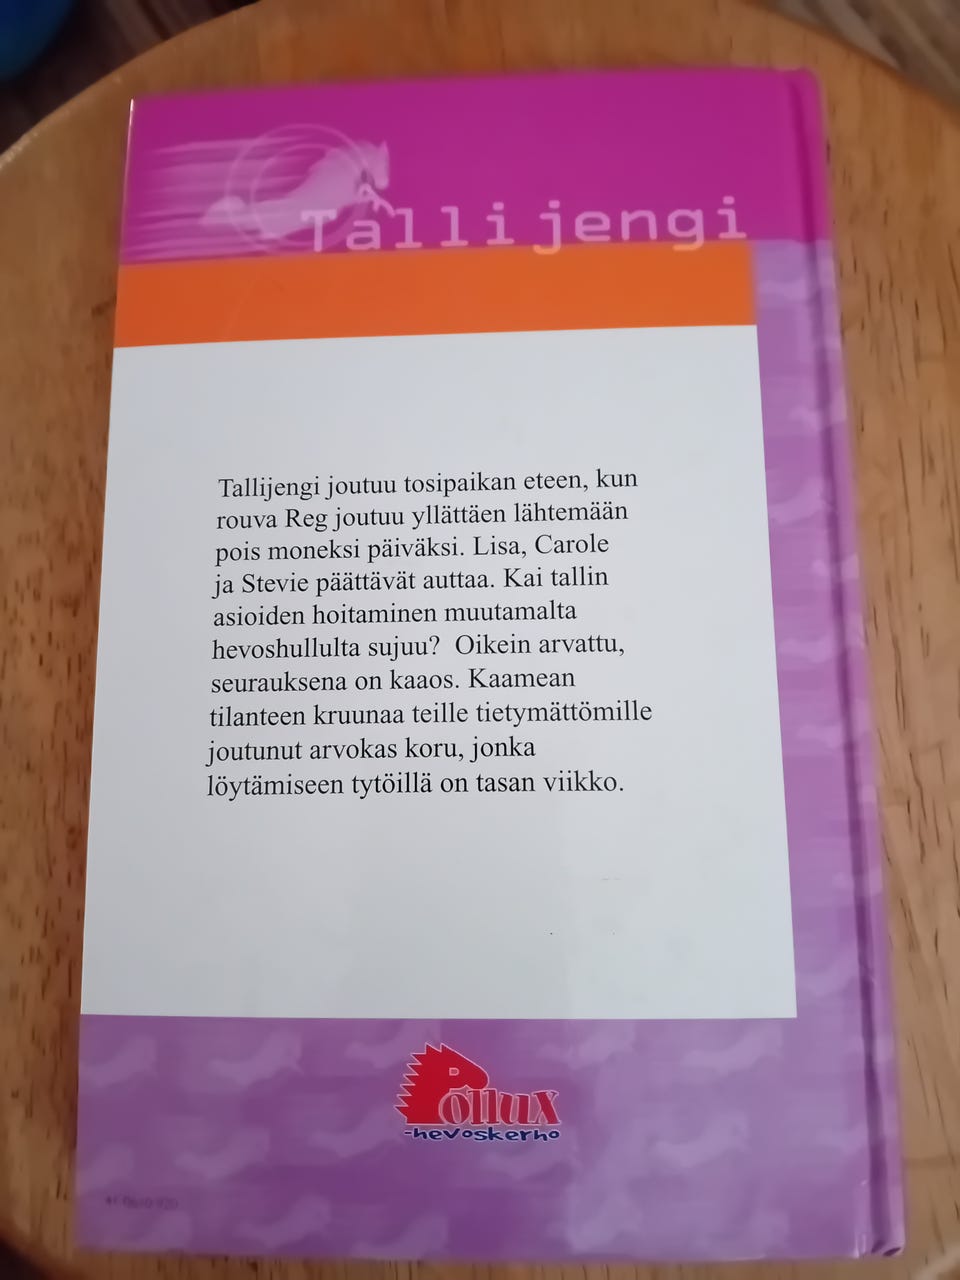 Tallijengi
Tallijengi joutuu tosipaikan eteen, kun
rouva Reg joutuu yllättäen lähtemään
pois moneksi päiväksi. Lisa, Carole
ja Stevie päättävät auttaa. Kai tallin
asioiden hoitaminen muutamalta
hevoshullulta sujuu?  Oikein arvattu,
seurauksena on kaaos. Kaamean
tilanteen kruunaa teille tietymättömille
joutunut arvokas koru, jonka
löytämiseen tytöillä on tasan viikko.
Pollux
-hevoskerho